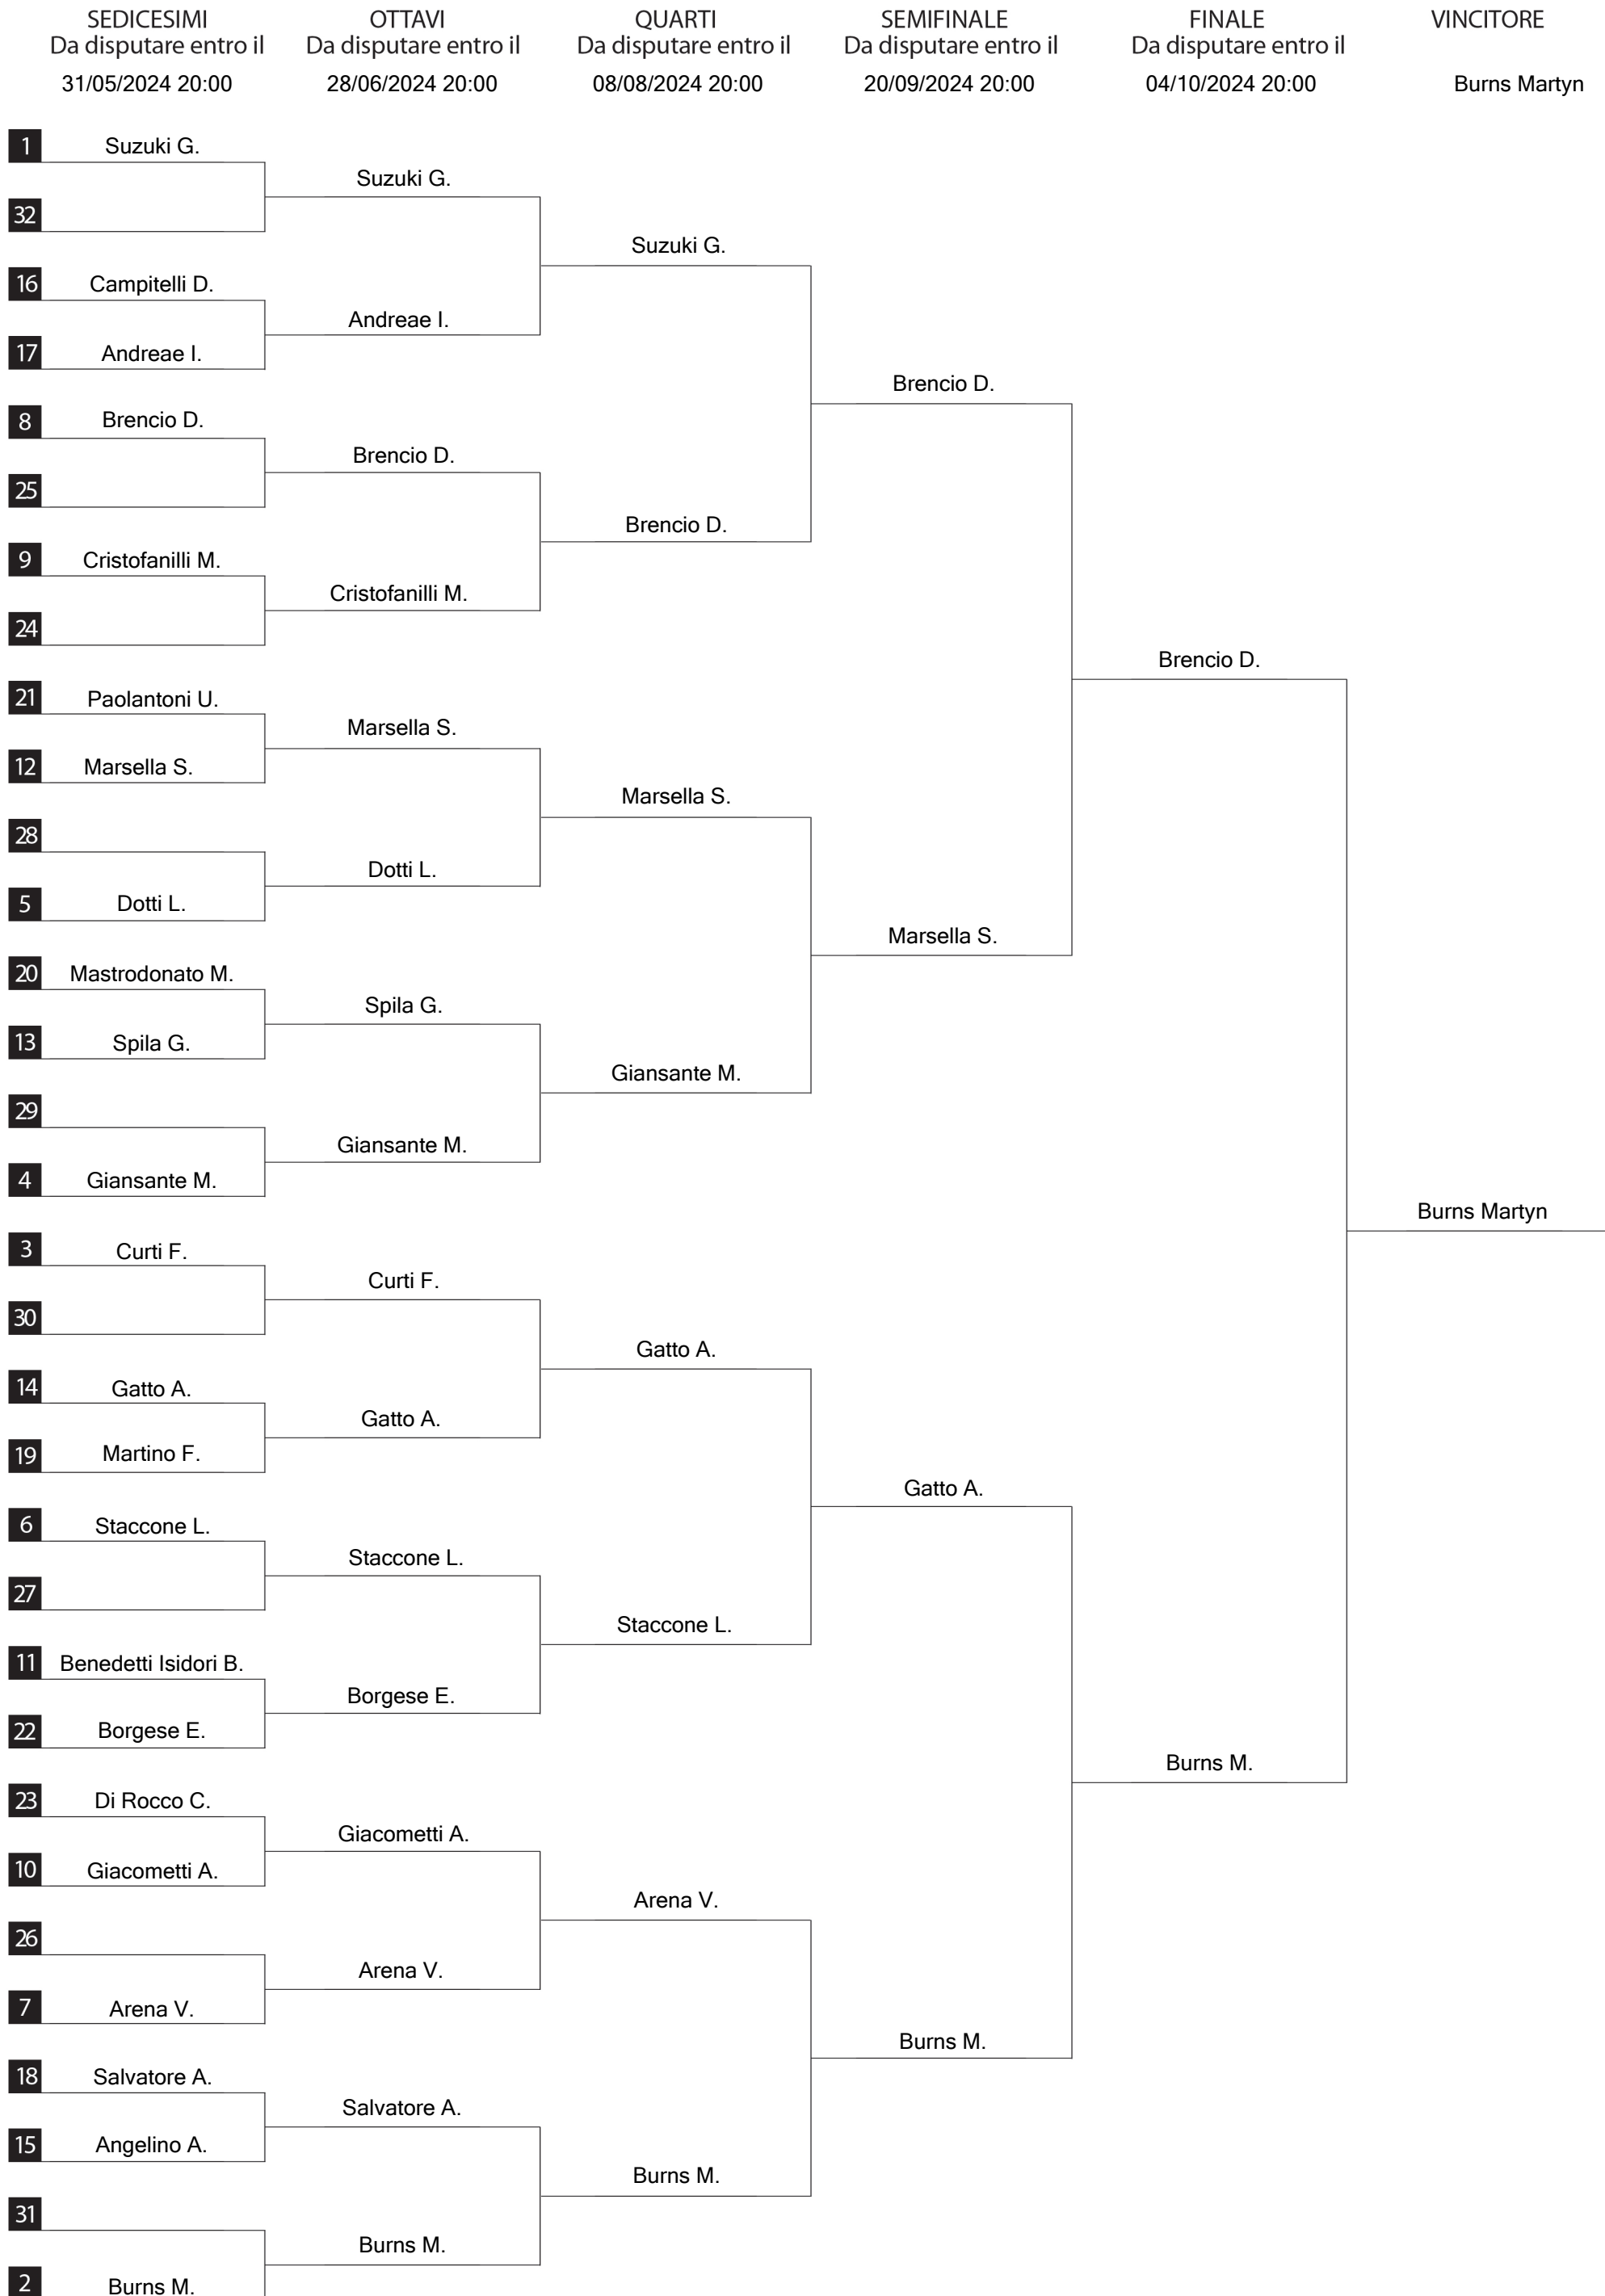 SEDICESIMI
Da disputare entro il
31/05/2024 20:00
OTTAVI
Da disputare entro il
28/06/2024 20:00
QUARTI
Da disputare entro il
08/08/2024 20:00
SEMIFINALE
Da disputare entro il
20/09/2024 20:00
FINALE
Da disputare entro il
04/10/2024 20:00
VINCITORE
Burns Martyn
1 Suzuki G.
32
16 Campitelli D.
17 Andreae I.
8 Brencio D.
25
9 Cristofanilli M.
24
21 Paolantoni U.
12 Marsella S.
28
5 Dotti L.
20 Mastrodonato M.
13 Spila G.
29
4 Giansante M.
3 Curti F.
30
14 Gatto A.
19 Martino F.
6 Staccone L.
27
11 Benedetti Isidori B.
22 Borgese E.
23 Di Rocco C.
10 Giacometti A.
26
7 Arena V.
18 Salvatore A.
15 Angelino A.
31
2 Burns M.
Suzuki G.
Andreae I.
Brencio D.
Cristofanilli M.
Marsella S.
Dotti L.
Spila G.
Giansante M.
Curti F.
Gatto A.
Staccone L.
Borgese E.
Giacometti A.
Arena V.
Salvatore A.
Burns M.
Suzuki G.
Brencio D.
Marsella S.
Giansante M.
Gatto A.
Staccone L.
Arena V.
Burns M.
Brencio D.
Marsella S.
Gatto A.
Burns M.
Brencio D.
Burns M.
Burns Martyn